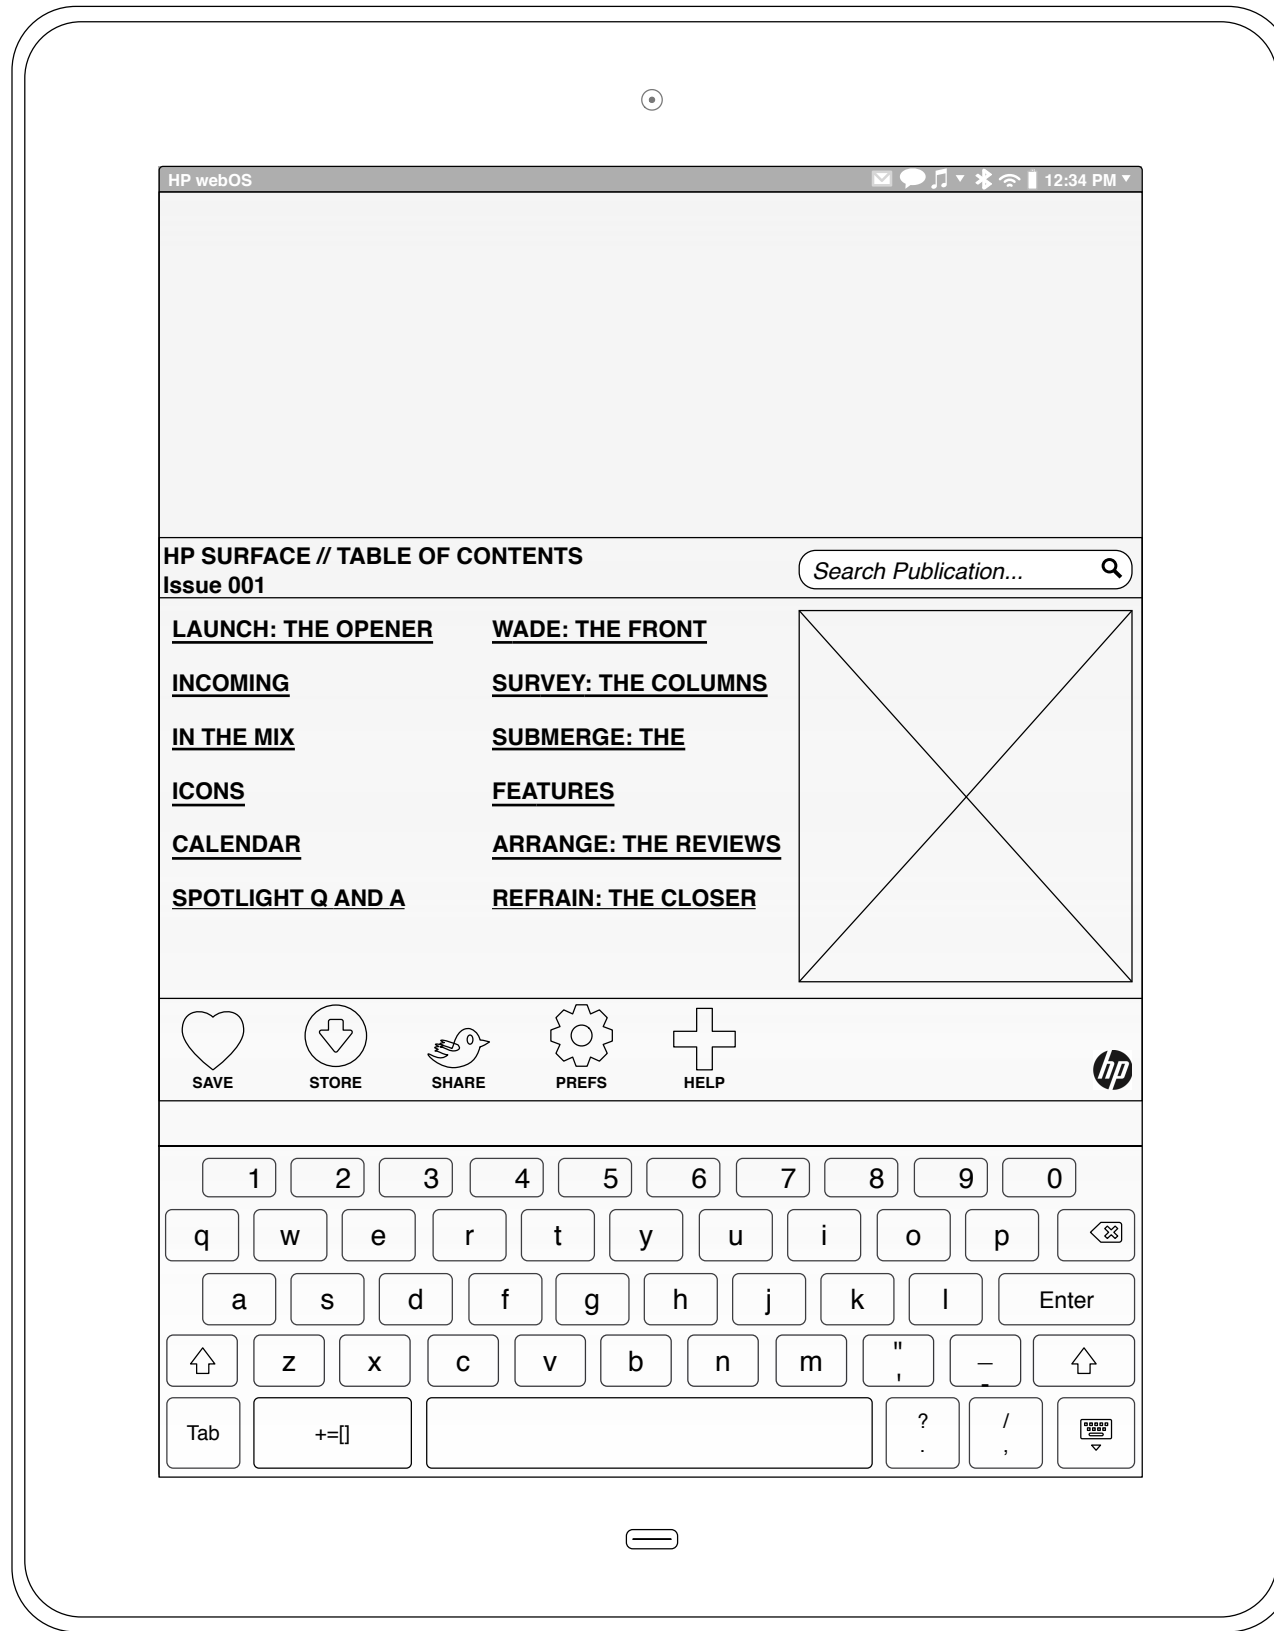 HP webOS 12:34 PM
HP SURFACE // TABLE OF CONTENTS
Issue 001
Search Publication...
LAUNCH: THE OPENER
INCOMING
IN THE MIX
ICONS
CALENDAR
SPOTLIGHT Q AND A
WADE: THE FRONT
SURVEY: THE COLUMNS
SUBMERGE: THE
FEATURES
ARRANGE: THE REVIEWS
REFRAIN: THE CLOSER
SAVE STORE SHARE PREFS HELP
hp
1 2 3 4 5 6 7 8 9 0
q w e r t y u i o p
a s d f g h j k l Enter
z x c v b n m " ' _ -
Tab +=[] ? . / ,